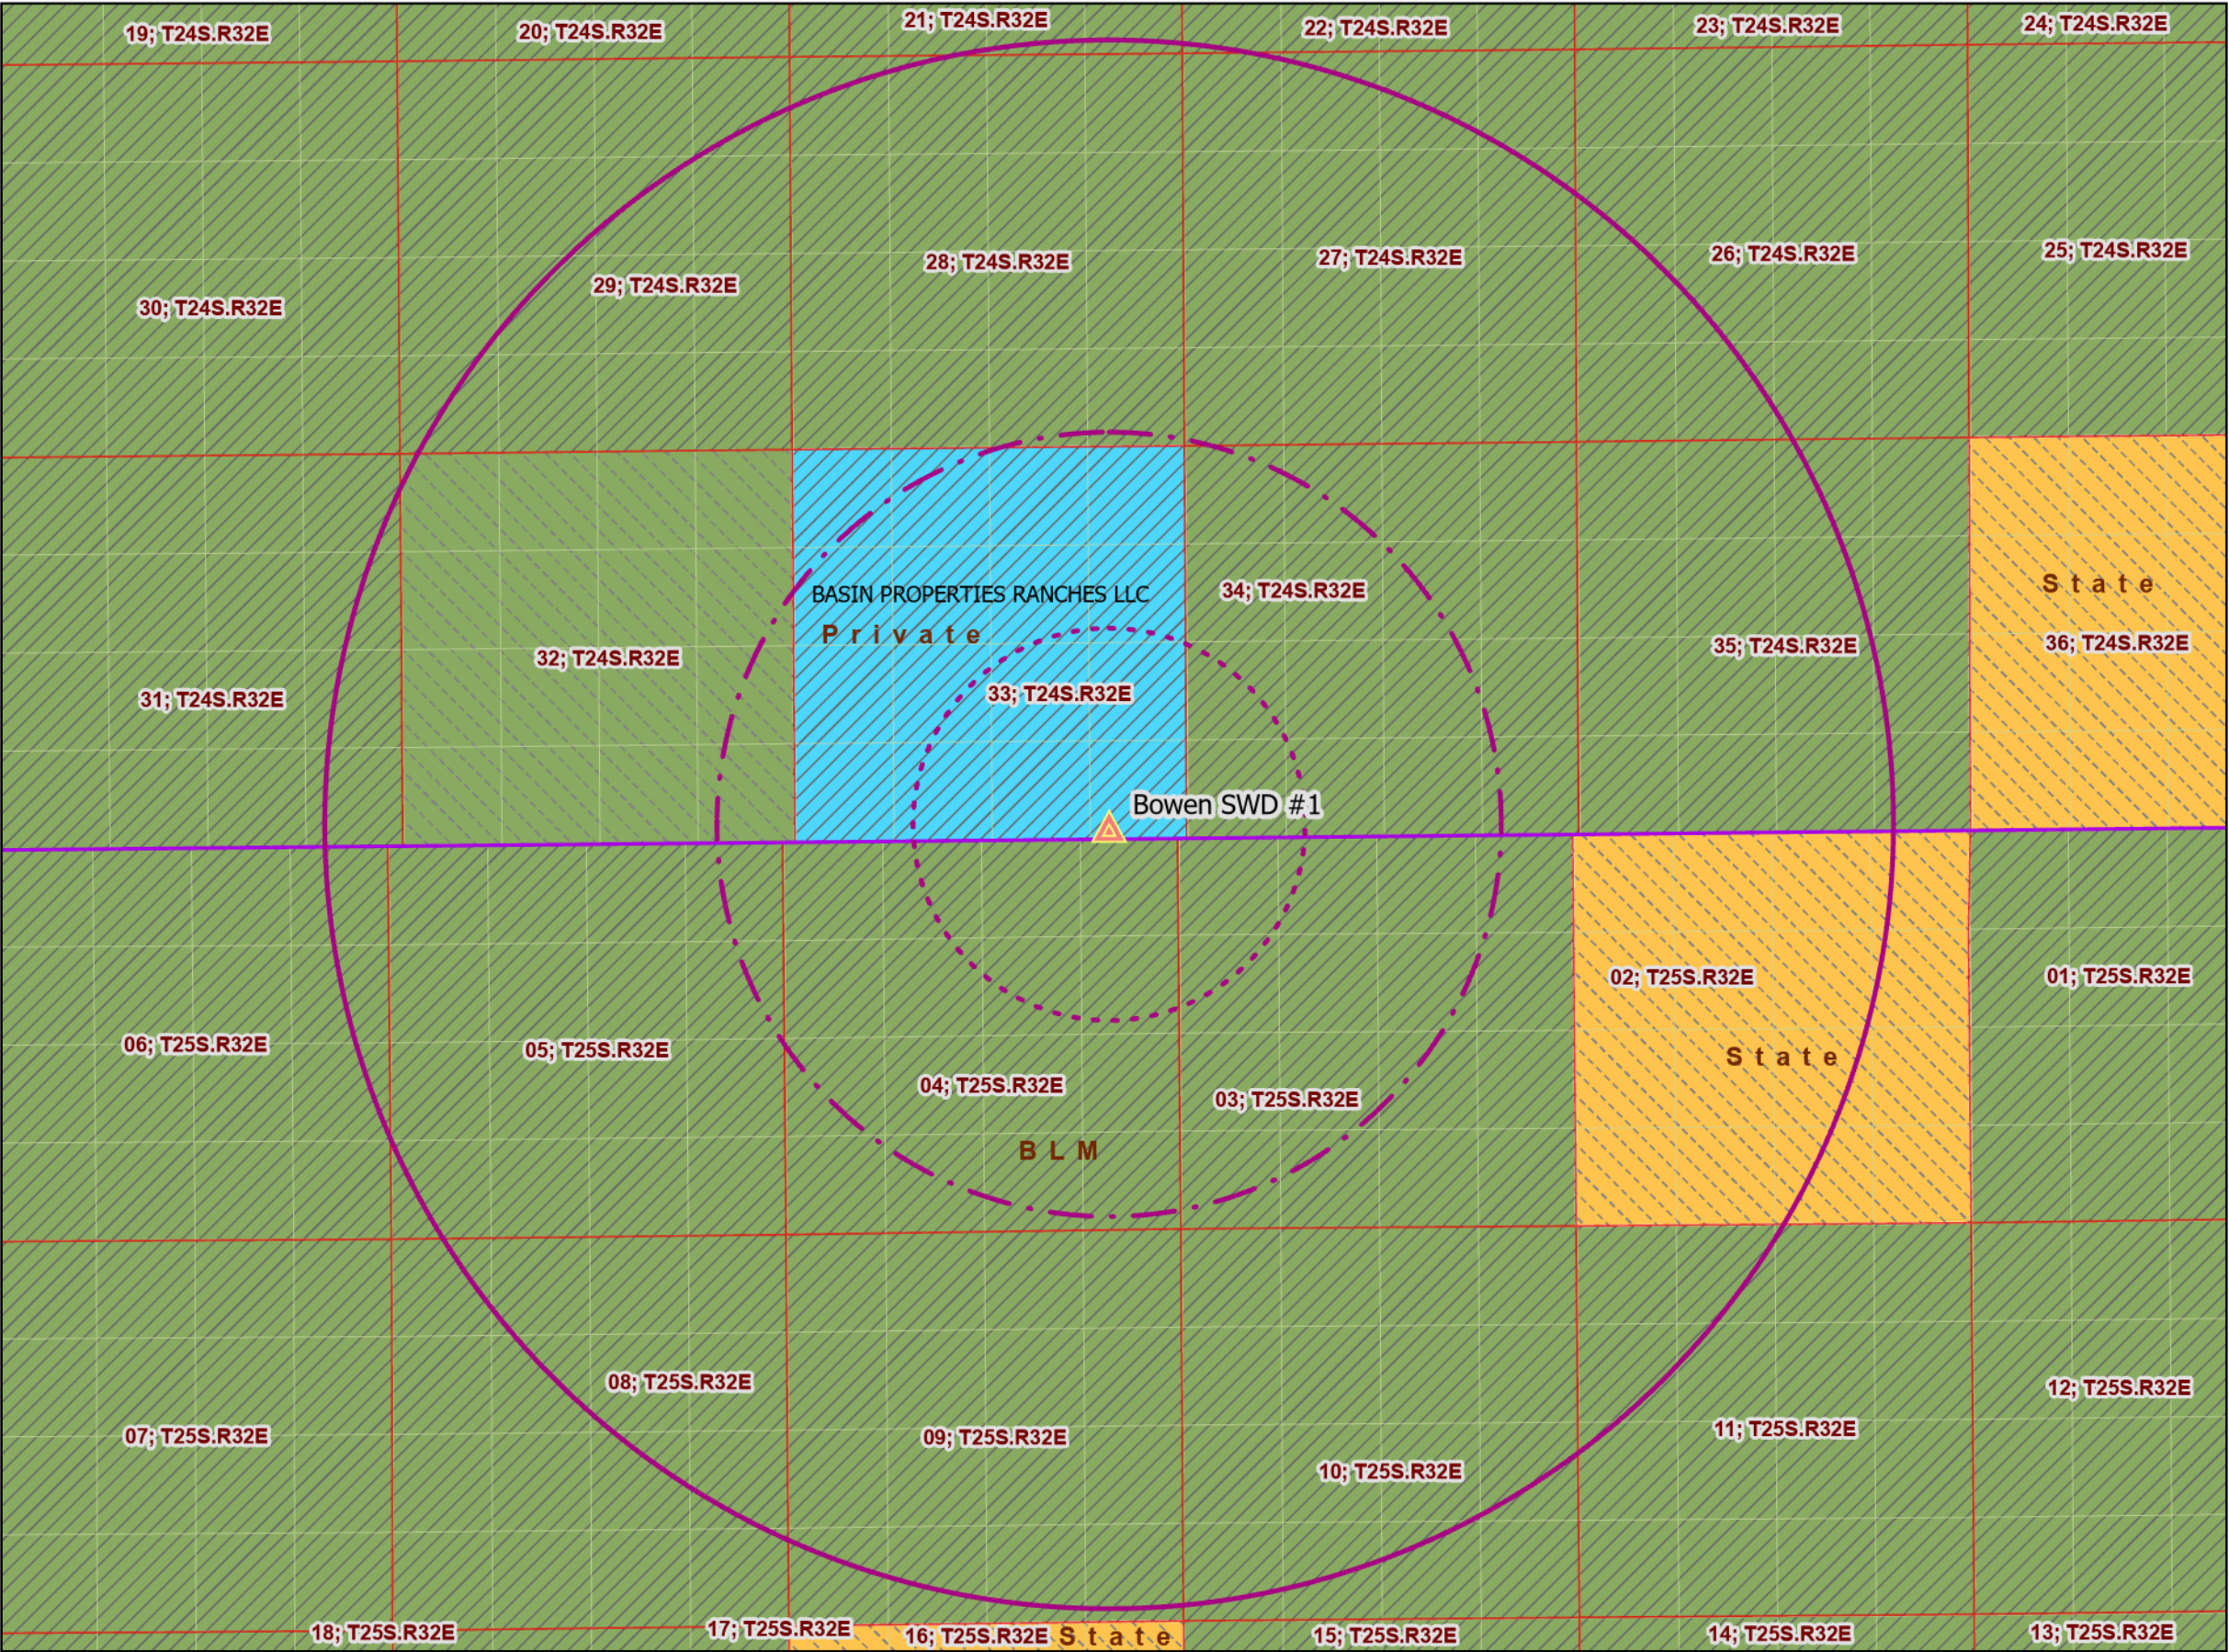 19; T24S.R32E
20; T24S.R32E
21; T24S.R32E
22; T24S.R32E
23; T24S.R32E
24; T24S.R32E
30; T24S.R32E
29; T24S.R32E
28; T24S.R32E
27; T24S.R32E
26; T24S.R32E
25; T24S.R32E
31; T24S.R32E
32; T24S.R32E
BASIN PROPERTIES RANCHES LLC
Private
33; T24S.R32E
34; T24S.R32E
35; T24S.R32E
State
36; T24S.R32E
Bowen SWD #1
06; T25S.R32E
05; T25S.R32E
04; T25S.R32E
BLM
03; T25S.R32E
02; T25S.R32E
State
01; T25S.R32E
07; T25S.R32E
08; T25S.R32E
09; T25S.R32E
10; T25S.R32E
11; T25S.R32E
12; T25S.R32E
18; T25S.R32E
17; T25S.R32E
16; T25S.R32E State
15; T25S.R32E
14; T25S.R32E
13; T25S.R32E